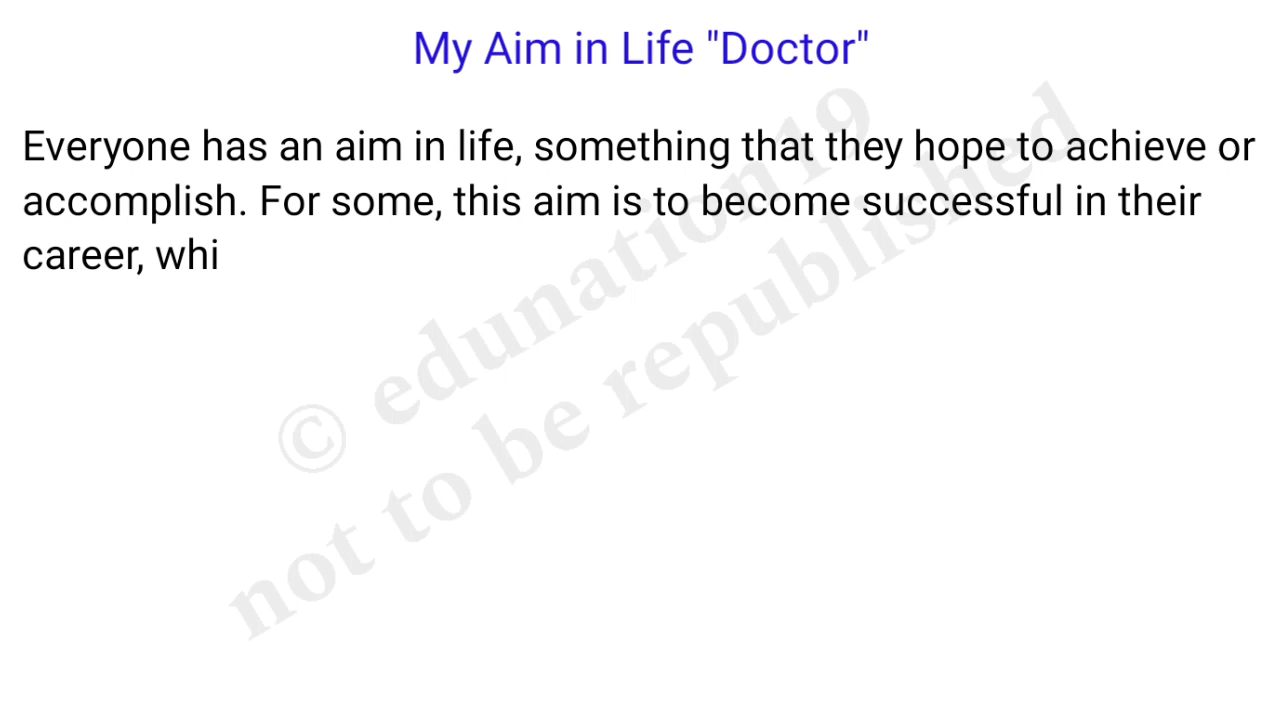 My Aim in Life "Doctor"
Everyone has an aim in life, something that they hope to achieve or
accomplish. For some, this aim is to become successful in their
career, whi
© edunation19
not to be republished